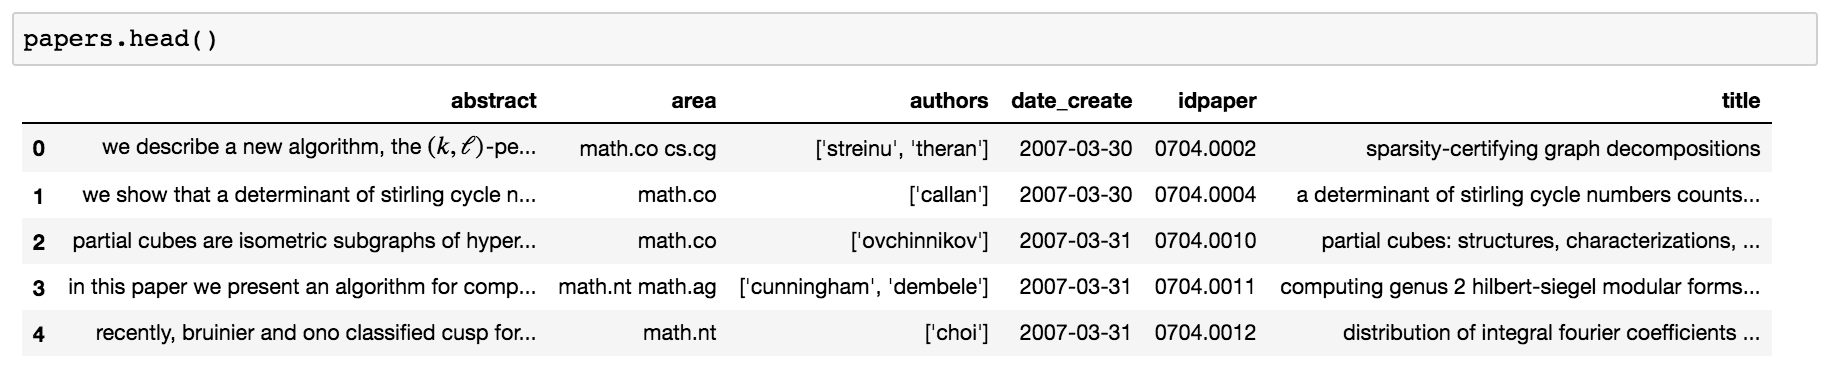 papers.head()
abstract area authors date_create idpaper title
0 we describe a new algorithm, the (k, ℓ)-pe... math.co cs.cg ['streinu', 'theran'] 2007-03-30 0704.0002 sparsity-certifying graph decompositions
1 we show that a determinant of stirling cycle n... math.co ['callan'] 2007-03-30 0704.0004 a determinant of stirling cycle numbers counts...
2 partial cubes are isometric subgraphs of hyper... math.co ['ovchinnikov'] 2007-03-31 0704.0010 partial cubes: structures, characterizations, ...
3 in this paper we present an algorithm for comp... math.nt math.ag ['cunningham', 'dembele'] 2007-03-31 0704.0011 computing genus 2 hilbert-siegel modular forms...
4 recently, bruinier and ono classified cusp for... math.nt ['choi'] 2007-03-31 0704.0012 distribution of integral fourier coefficients ...